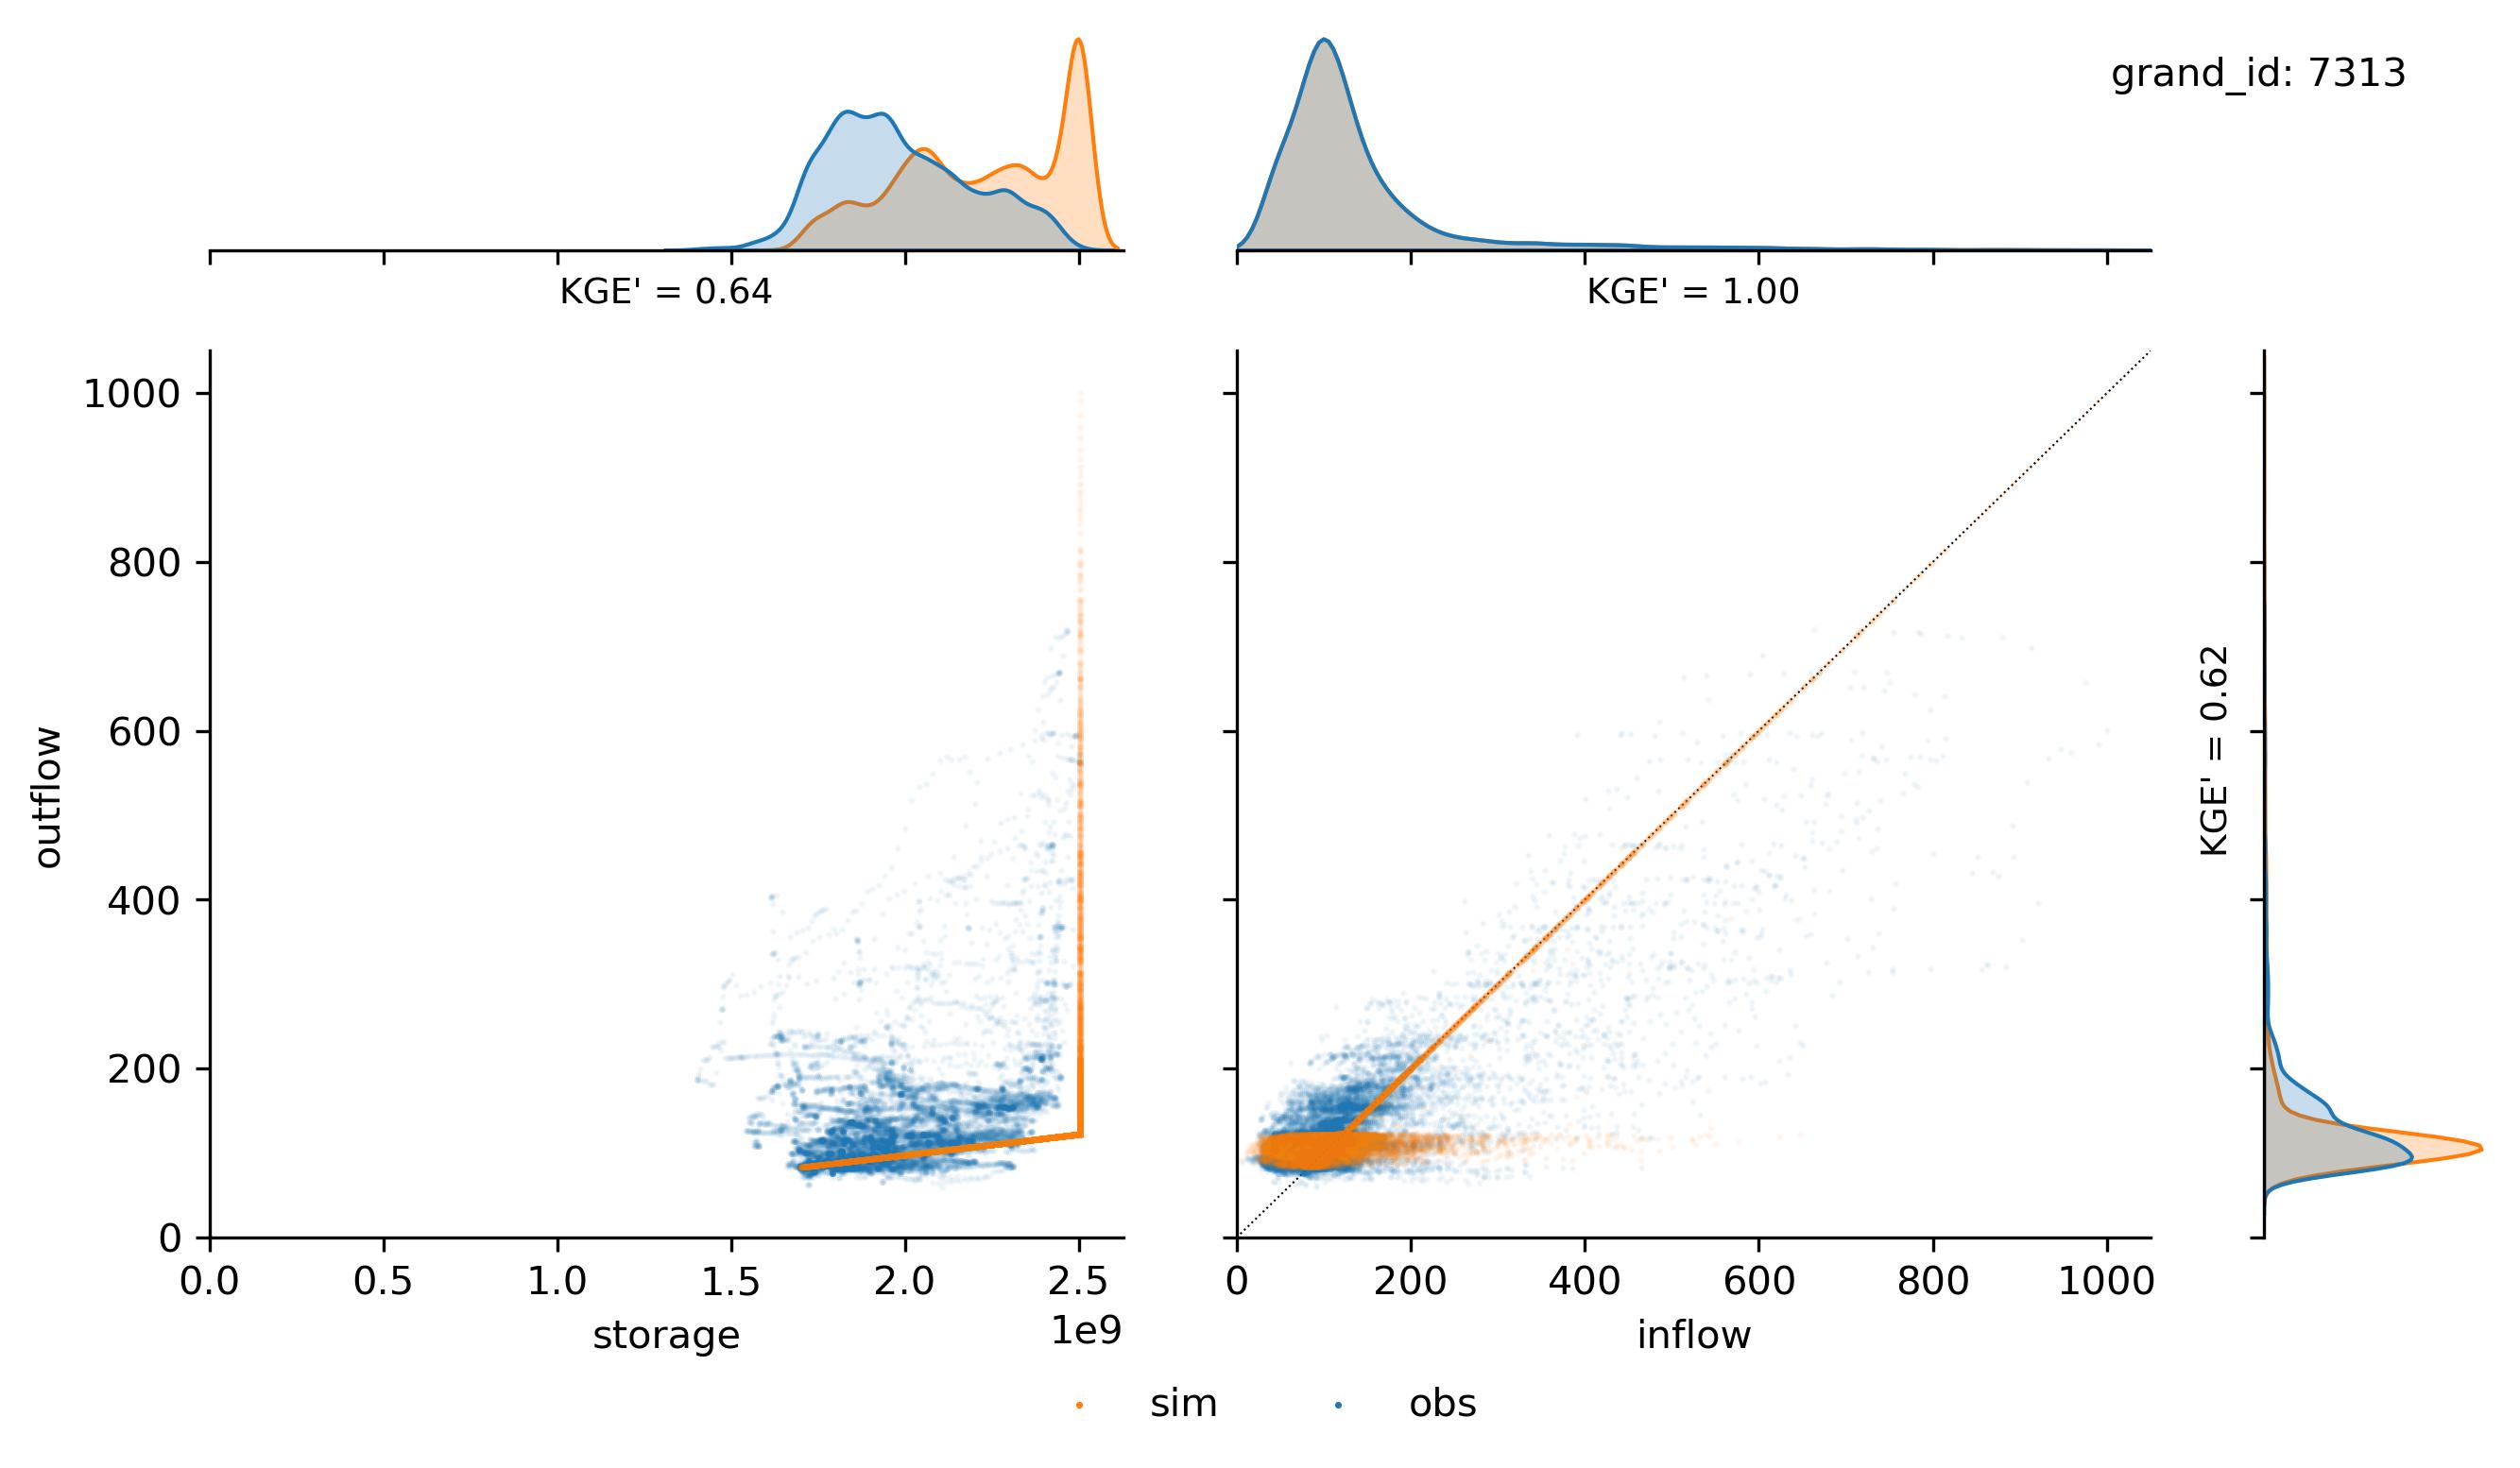 grand_id: 7313
KGE' = 0.64
KGE' = 1.00
1000
800
600
400
200
0
outflow
KGE' = 0.62
0.0 0.5 1.0 1.5 2.0 2.5
1e9
storage
0 200 400 600 800 1000
inflow
sim obs